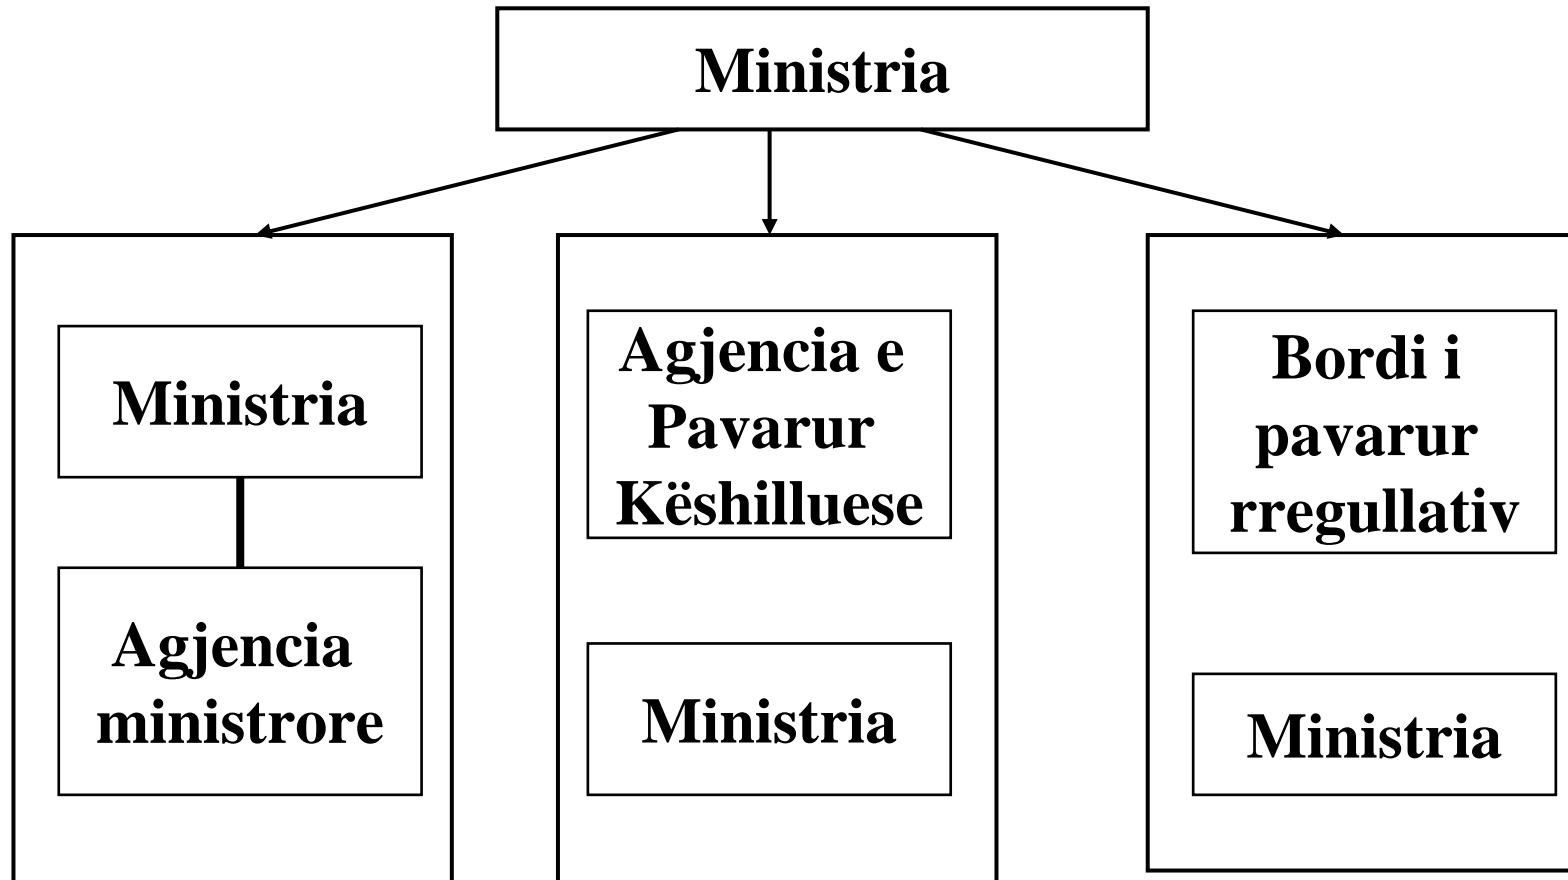 Ministria
Ministria
Agjencia
ministrore
Agjencia e
Pavarur
Këshilluese
Ministria
Bordi i
pavarur
rregullativ
Ministria